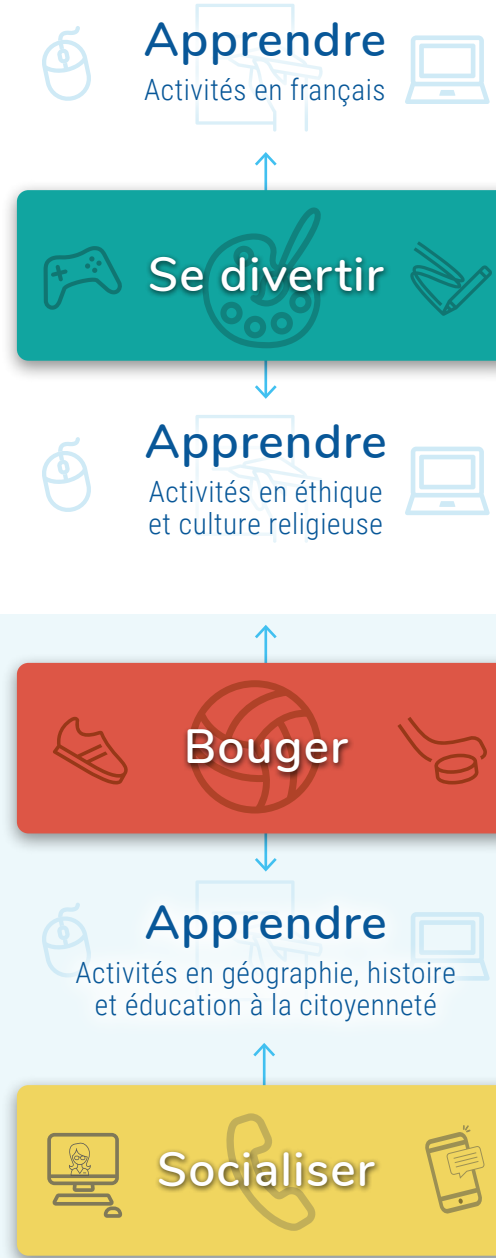 Apprendre
Activités en français
Se divertir
Apprendre
Activités en éthique
et culture religieuse
Bouger
Apprendre
Activités en géographie, histoire
et éducation à la citoyenneté
Socialiser